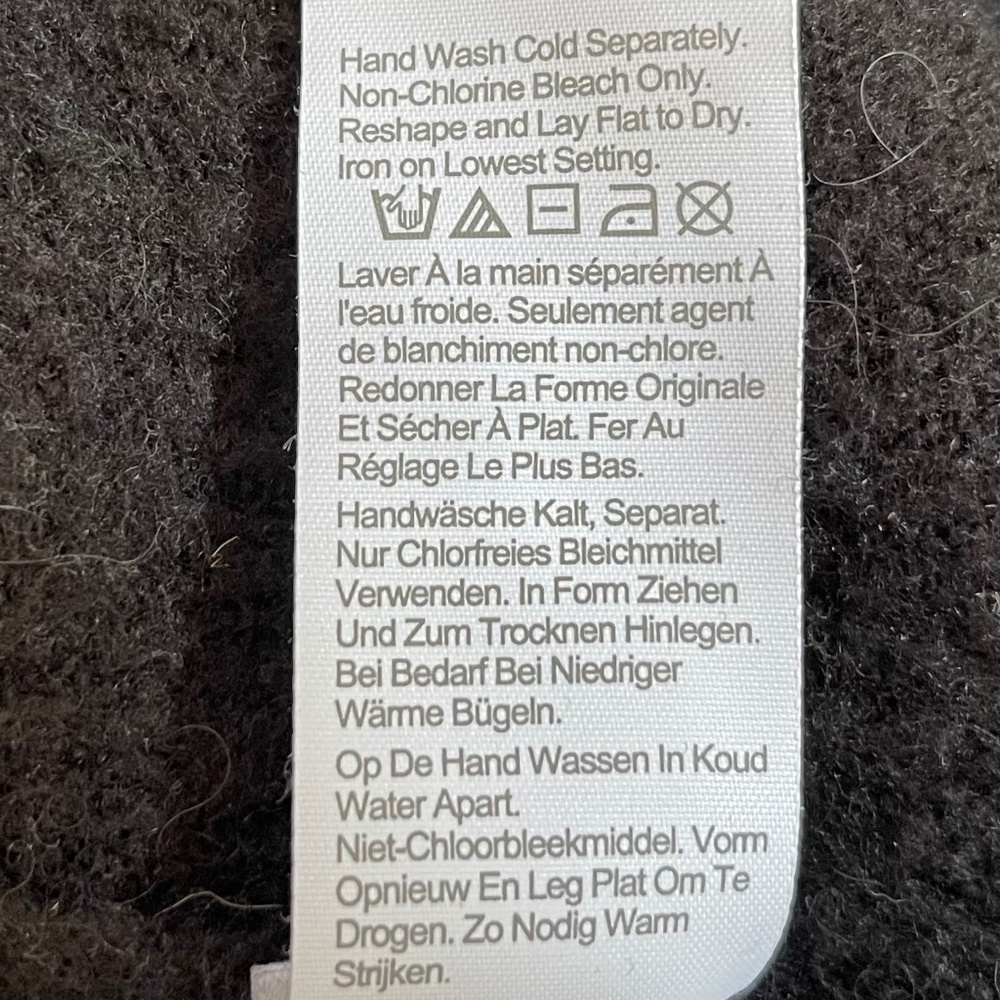 Hand Wash Cold Separately.
Non-Chlorine Bleach Only.
Reshape and Lay Flat to Dry.
Iron on Lowest Setting.
Laver À la main séparément À
l'eau froide. Seulement agent
de blanchiment non-chlore.
Redonner La Forme Originale
Et Sécher À Plat. Fer Au
Réglage Le Plus Bas.
Handwäsche Kalt, Separat.
Nur Chlorfreies Bleichmittel
Verwenden. In Form Ziehen
Und Zum Trocknen Hinlegen.
Bei Bedarf Bei Niedriger
Wärme Bügeln.
Op De Hand Wassen In Koud
Water Apart.
Niet-Chloorbleekmiddel. Vorm
Opnieuw En Leg Plat Om Te
Drogen. Zo Nodig Warm
Strijken.